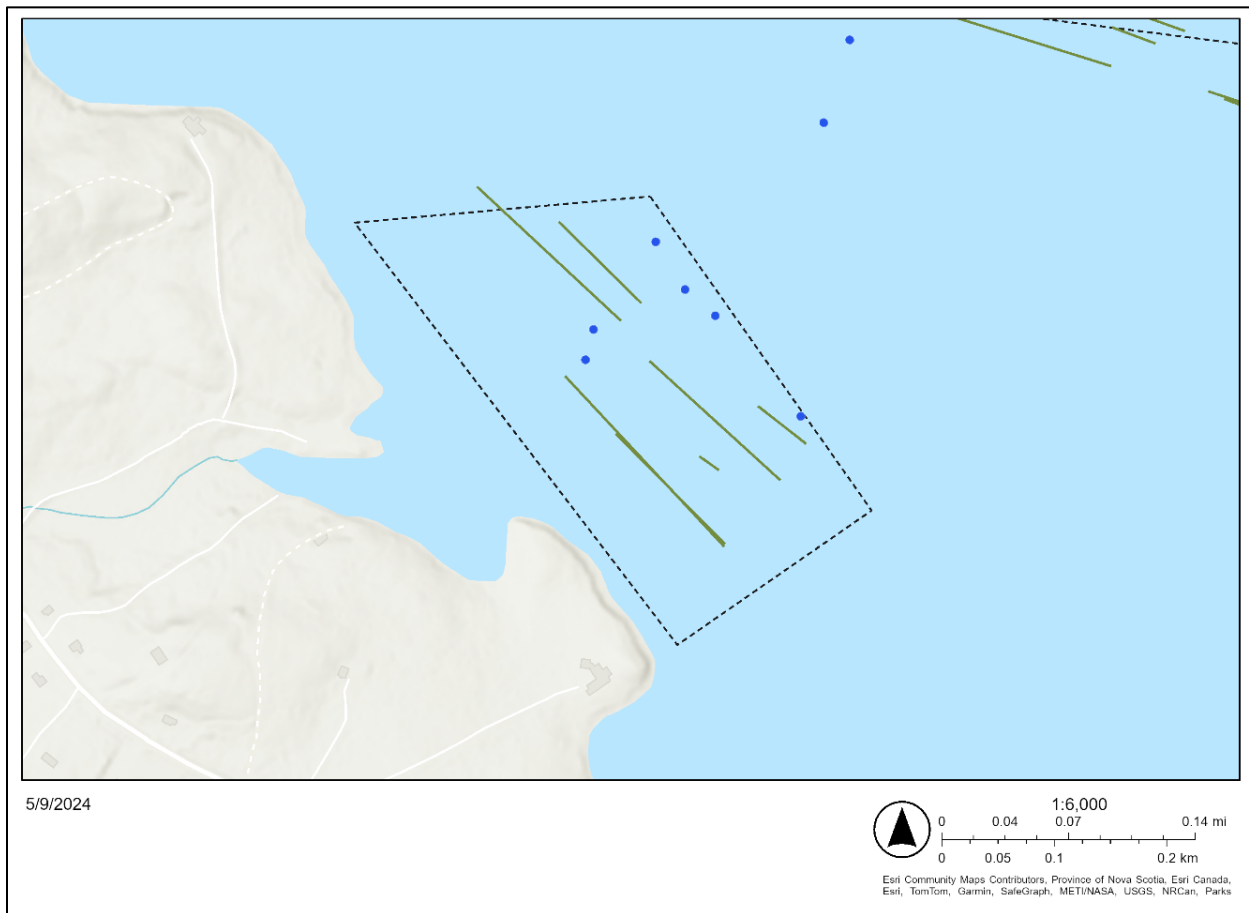 5/9/2024
1:6,000
0 0.04 0.07 0.14 mi
0 0.05 0.1 0.2 km
Esri Community Maps Contributors, Province of Nova Scotia, Esri Canada,
Esri, TomTom, Garmin, SafeGraph, METI/NASA, USGS, NRCan, Parks